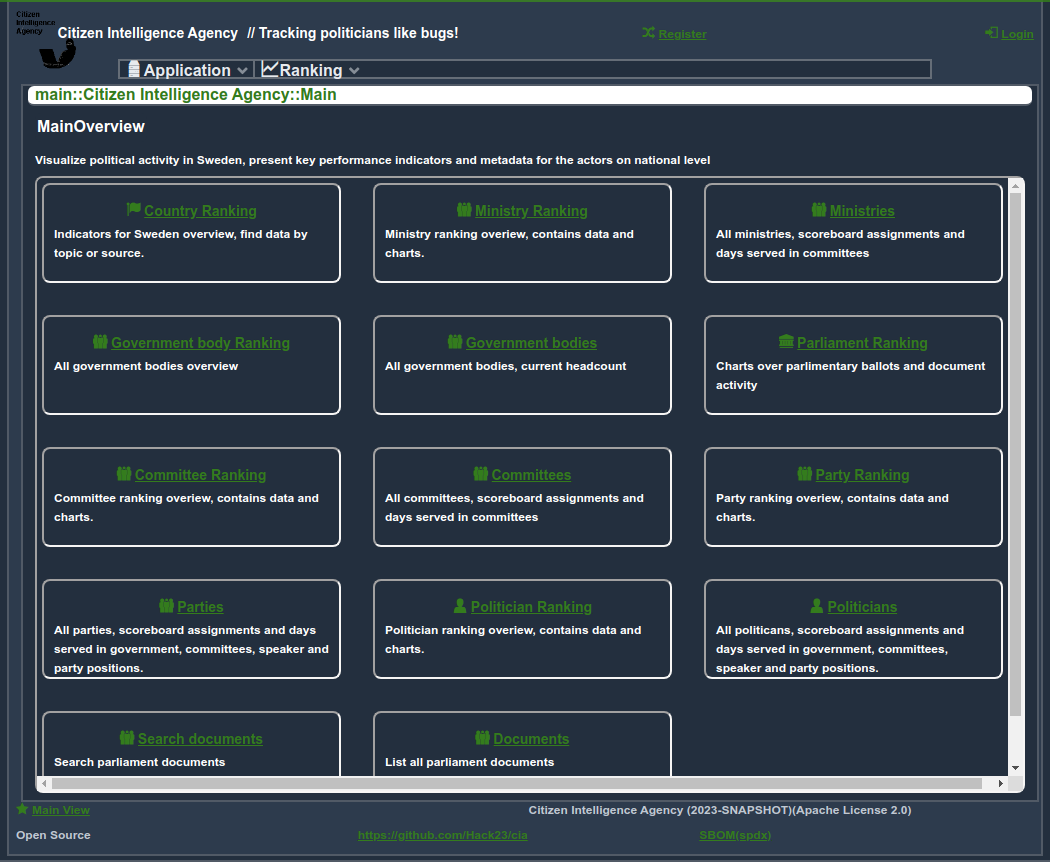 Citizen
Intelligence
Agency
Citizen Intelligence Agency // Tracking politicians like bugs!
Register
Login
Application
Ranking
main::Citizen Intelligence Agency::Main
MainOverview
Visualize political activity in Sweden, present key performance indicators and metadata for the actors on national level
Country Ranking
Indicators for Sweden overview, find data by
topic or source.
Ministry Ranking
Ministry ranking overiew, contains data and
charts.
Ministries
All ministries, scoreboard assignments and
days served in committees
Government body Ranking
All government bodies overview
Government bodies
All government bodies, current headcount
Parliament Ranking
Charts over parlimentary ballots and document
activity
Committee Ranking
Committee ranking overiew, contains data and
charts.
Committees
All committees, scoreboard assignments and
days served in committees
Party Ranking
Party ranking overiew, contains data and
charts.
Parties
All parties, scoreboard assignments and days
served in government, committees, speaker and
party positions.
Politician Ranking
Politician ranking overiew, contains data and
charts.
Politicians
All politicans, scoreboard assignments and
days served in government, committees,
speaker and party positions.
Search documents
Search parliament documents
Documents
List all parliament documents
Main View
Citizen Intelligence Agency (2023-SNAPSHOT)(Apache License 2.0)
Open Source
https://github.com/Hack23/cia
SBOM(spdx)